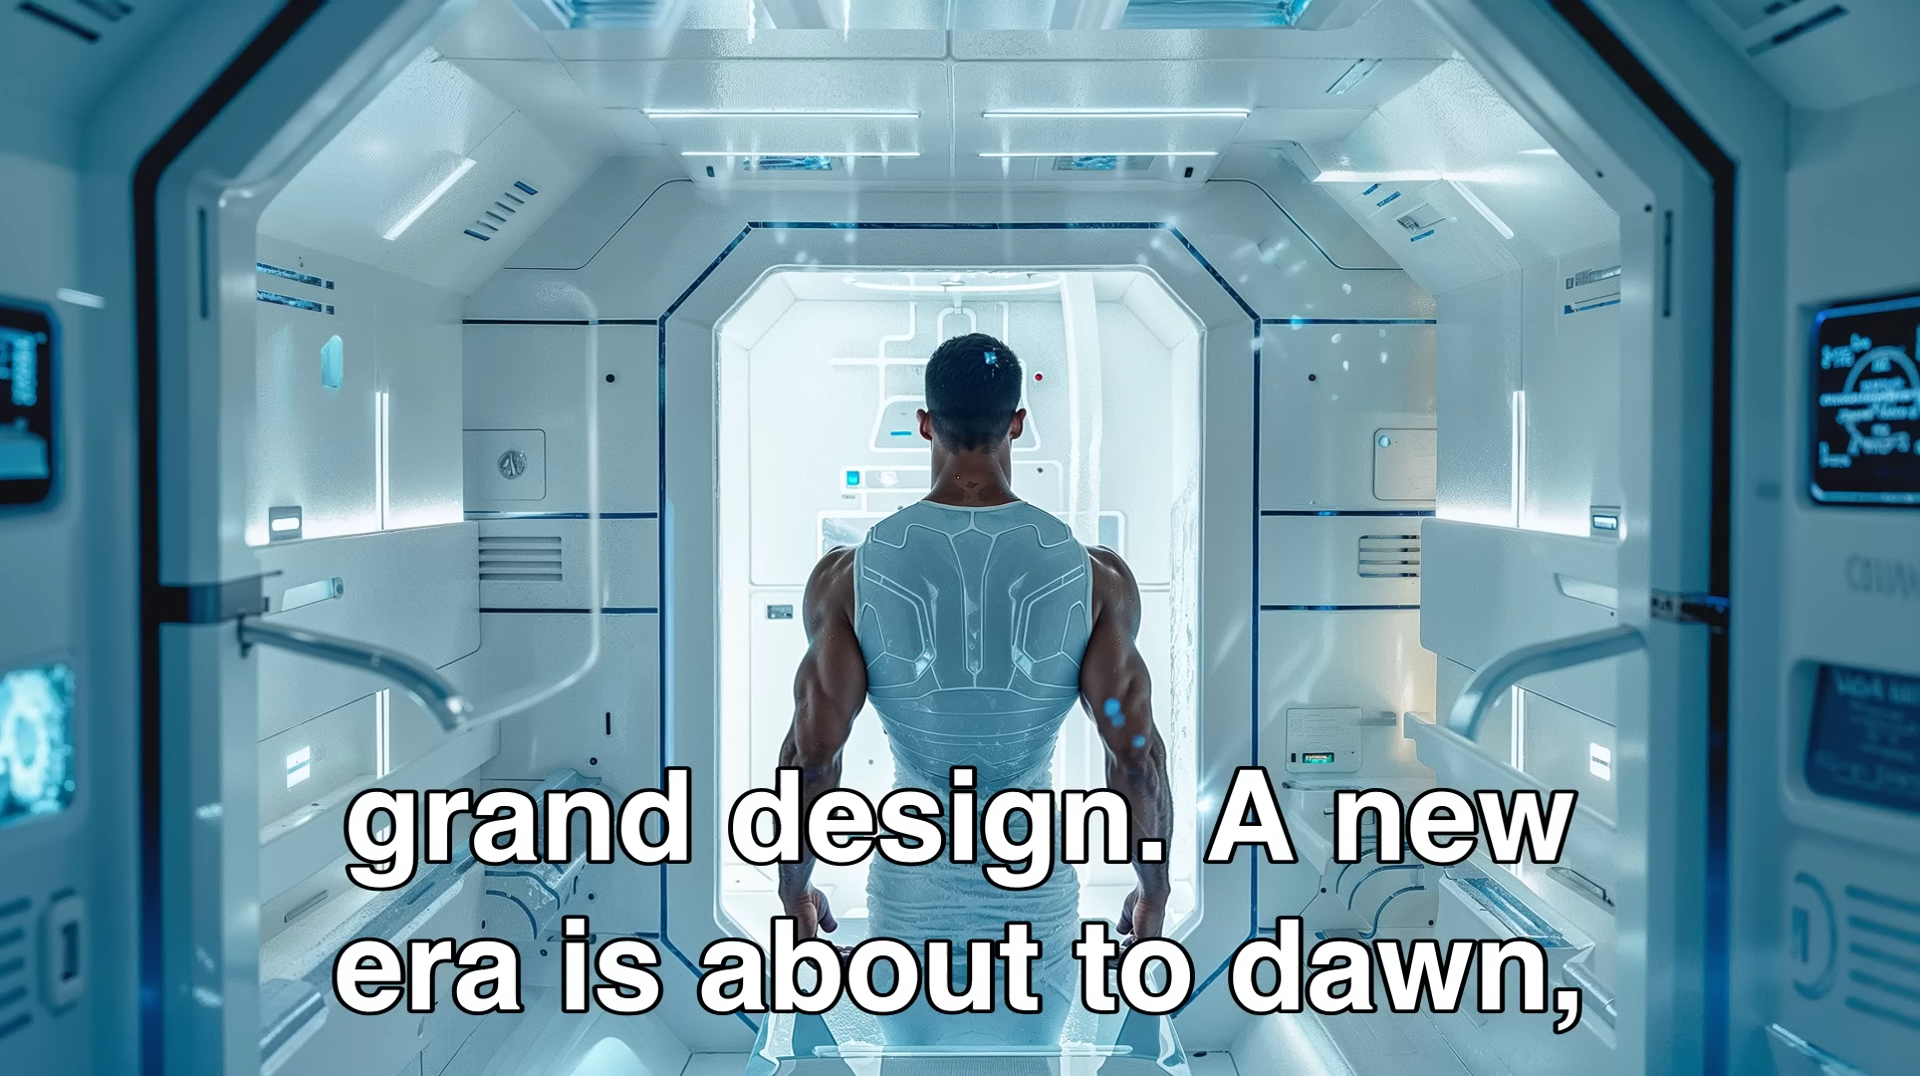 grand design. A new
era is about to dawn,